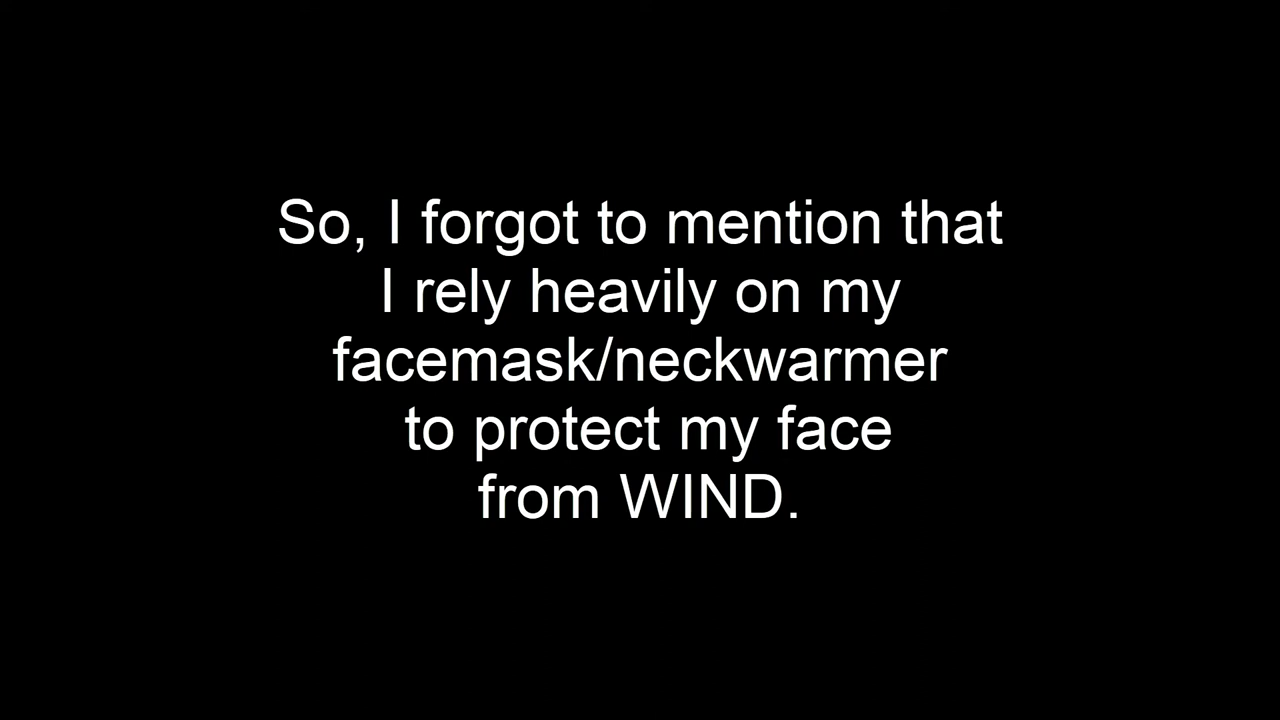 So, I forgot to mention that
I rely heavily on my
facemask/neckwarmer
to protect my face
from WIND.